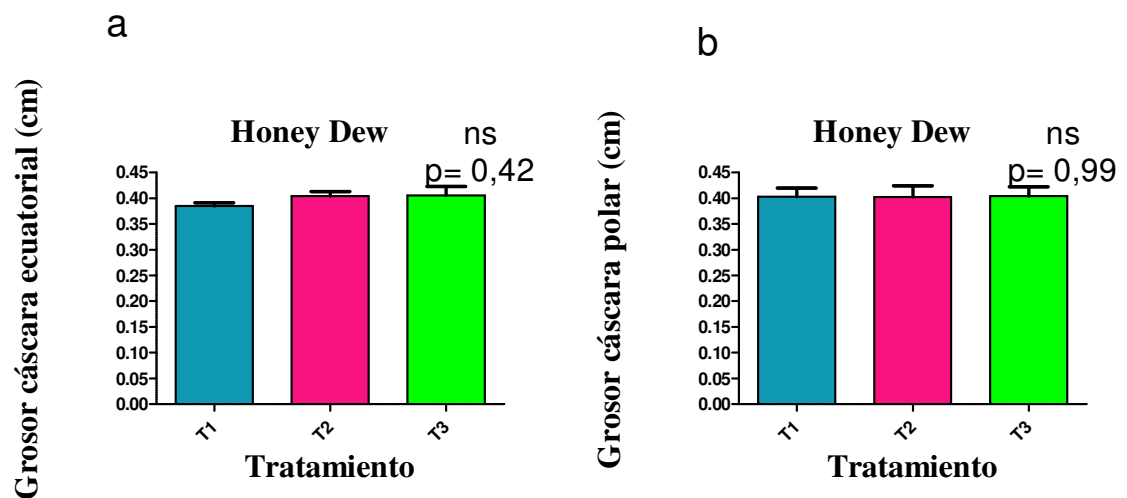 a
Grosor cáscara ecuatorial (cm)
Honey Dew
ns
p= 0,42
0.45
0.40
0.35
0.30
0.25
0.20
0.15
0.10
0.05
0.00
T1
T2
T3
Tratamiento
b
Grosor cáscara polar (cm)
Honey Dew
ns
p= 0,99
0.45
0.40
0.35
0.30
0.25
0.20
0.15
0.10
0.05
0.00
T1
T2
T3
Tratamiento